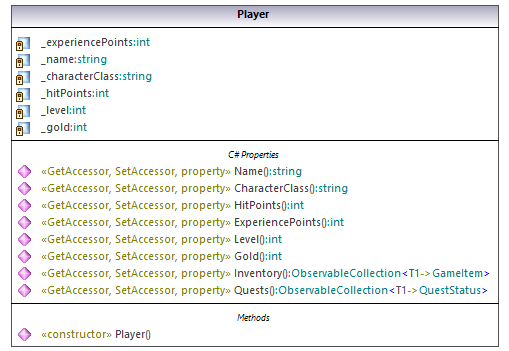 Player
_experiencePoints:int
_name:string
_characterClass:string
_hitPoints:int
_level:int
_gold:int
C# Properties
«GetAccessor, SetAccessor, property» Name():string
«GetAccessor, SetAccessor, property» CharacterClass():string
«GetAccessor, SetAccessor, property» HitPoints():int
«GetAccessor, SetAccessor, property» ExperiencePoints():int
«GetAccessor, SetAccessor, property» Level():int
«GetAccessor, SetAccessor, property» Gold():int
«GetAccessor, SetAccessor, property» Inventory():ObservableCollection<T1->GameItem>
«GetAccessor, SetAccessor, property» Quests():ObservableCollection<T1->QuestStatus>
Methods
«constructor» Player()